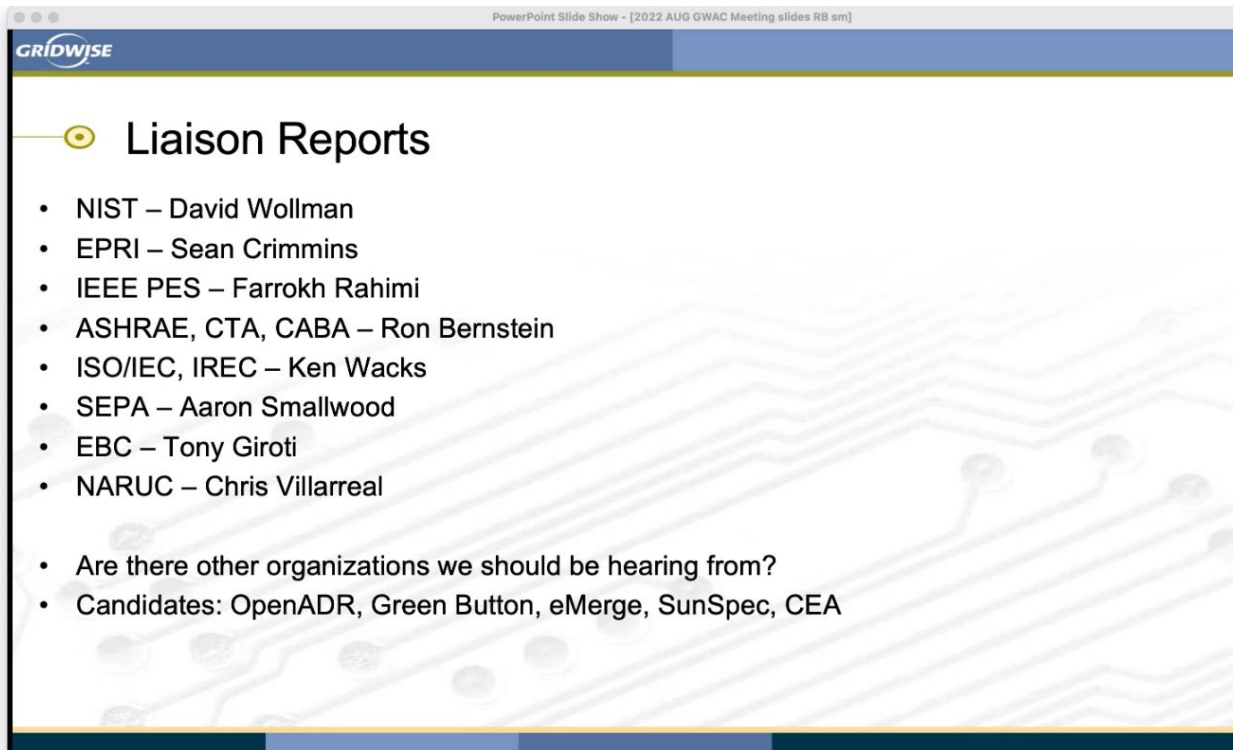 PowerPoint Slide Show - [2022 AUG GWAC Meeting slides RB sm]
GRIDWISE
Liaison Reports
• NIST – David Wollman
• EPRI – Sean Crimmins
• IEEE PES – Farrokh Rahimi
• ASHRAE, CTA, CABA – Ron Bernstein
• ISO/IEC, IREC – Ken Wacks
• SEPA – Aaron Smallwood
• EBC – Tony Giroti
• NARUC – Chris Villarreal
• Are there other organizations we should be hearing from?
• Candidates: OpenADR, Green Button, eMerge, SunSpec, CEA